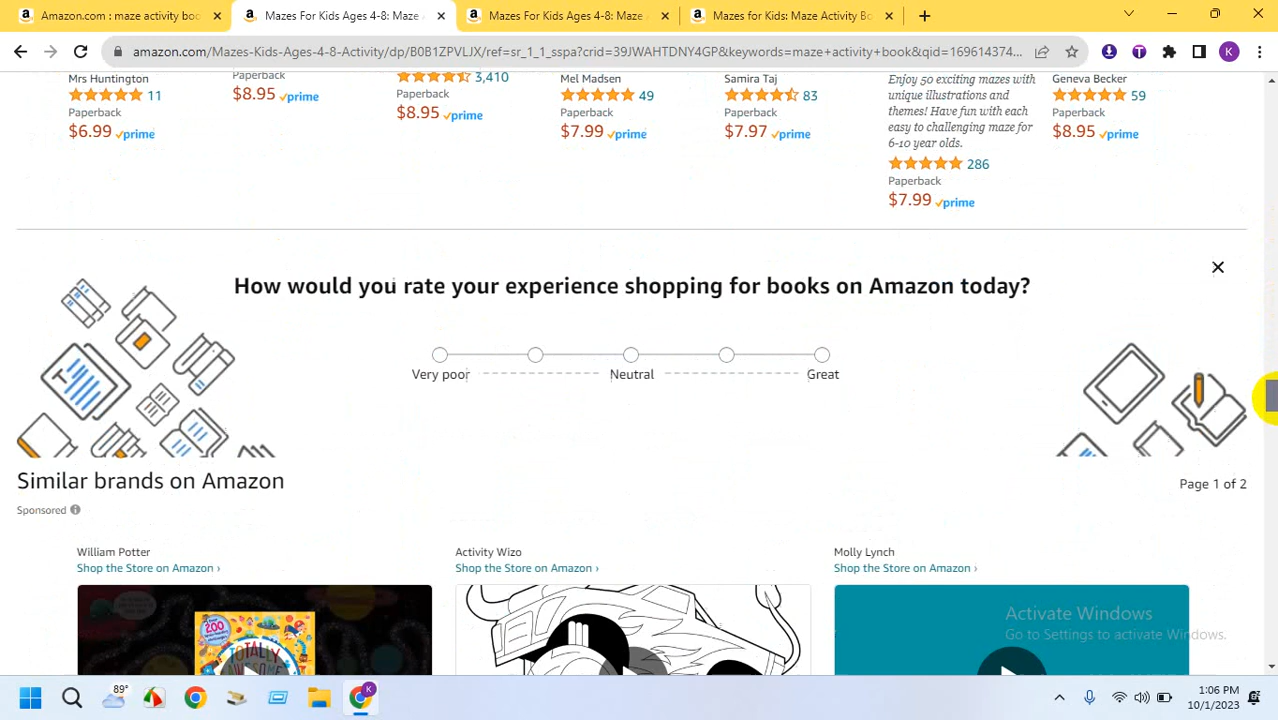 Amazon.com : maze activity boo
Mazes For Kids Ages 4-8: Maze
Mazes For Kids Ages 4-8: Maze
Mazes for Kids: Maze Activity Bo
amazon.com/Mazes-Kids-Ages-4-8-Activity/dp/B0B1ZPVLJX/ref=sr_1_1_sspa?crid=39JWAHTDNY4GP&keywords=maze+activity+book&qid=169614374...
K
Mrs Huntington
11
Paperback
$6.99 prime
Paperback
$8.95 prime
3,410
Paperback
$8.95 prime
Mel Madsen
49
Paperback
$7.99 prime
Samira Taj
83
Paperback
$7.97 prime
Enjoy 50 exciting mazes with
unique illustrations and
themes! Have fun with each
easy to challenging maze for
6-10 year olds.
286
Paperback
$7.99 prime
Geneva Becker
59
Paperback
$8.95 prime
How would you rate your experience shopping for books on Amazon today?
Very poor
Neutral
Great
Similar brands on Amazon
Page 1 of 2
Sponsored
William Potter
Shop the Store on Amazon ›
Activity Wizo
Shop the Store on Amazon ›
Molly Lynch
Shop the Store on Amazon ›
OVER
200
TOTALLY
Activate Windows
Go to Settings to activate Windows.
89°
K
1:06 PM
10/1/2023